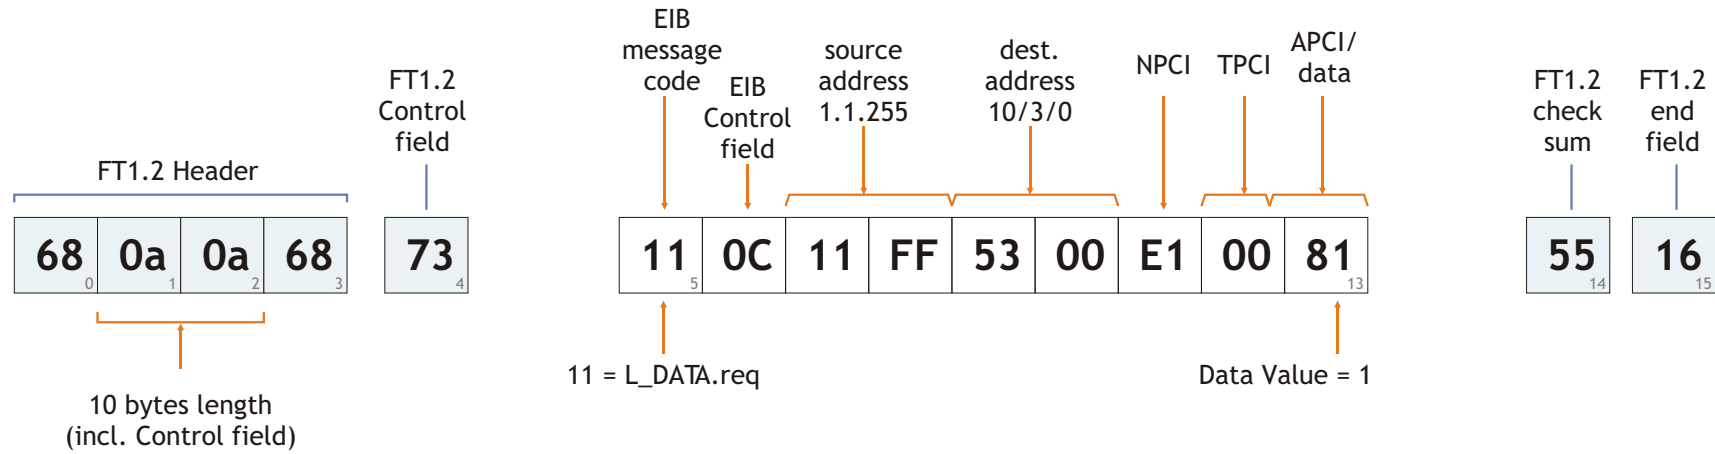 EIB
message
code
source
address
1.1.255
dest.
address
10/3/0
NPCI
TPCI
APCI/
data
FT1.2
Control
field
EIB
Control
field
FT1.2
check
sum
FT1.2
end
field
FT1.2 Header
68 0a 0a 68 73 11 0C 11 FF 53 00 E1 00 81 55 16
0 1 2 3 4 5 13 14 15
11 = L_DATA.req
Data Value = 1
10 bytes length
(incl. Control field)